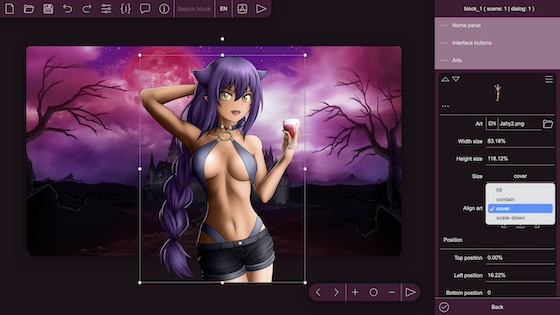 Search block
EN
block_1 ( scene: 1 | dialog: 1 )
Name panel
Interface buttons
Arts
Art EN Jahy2.png
Width size 83.16%
Height size 118.12%
Size cover
fill
contain
✓ cover
scale-down
Align art
Position
Top position 0.00%
Left position 16.22%
Bottom position 0
Back